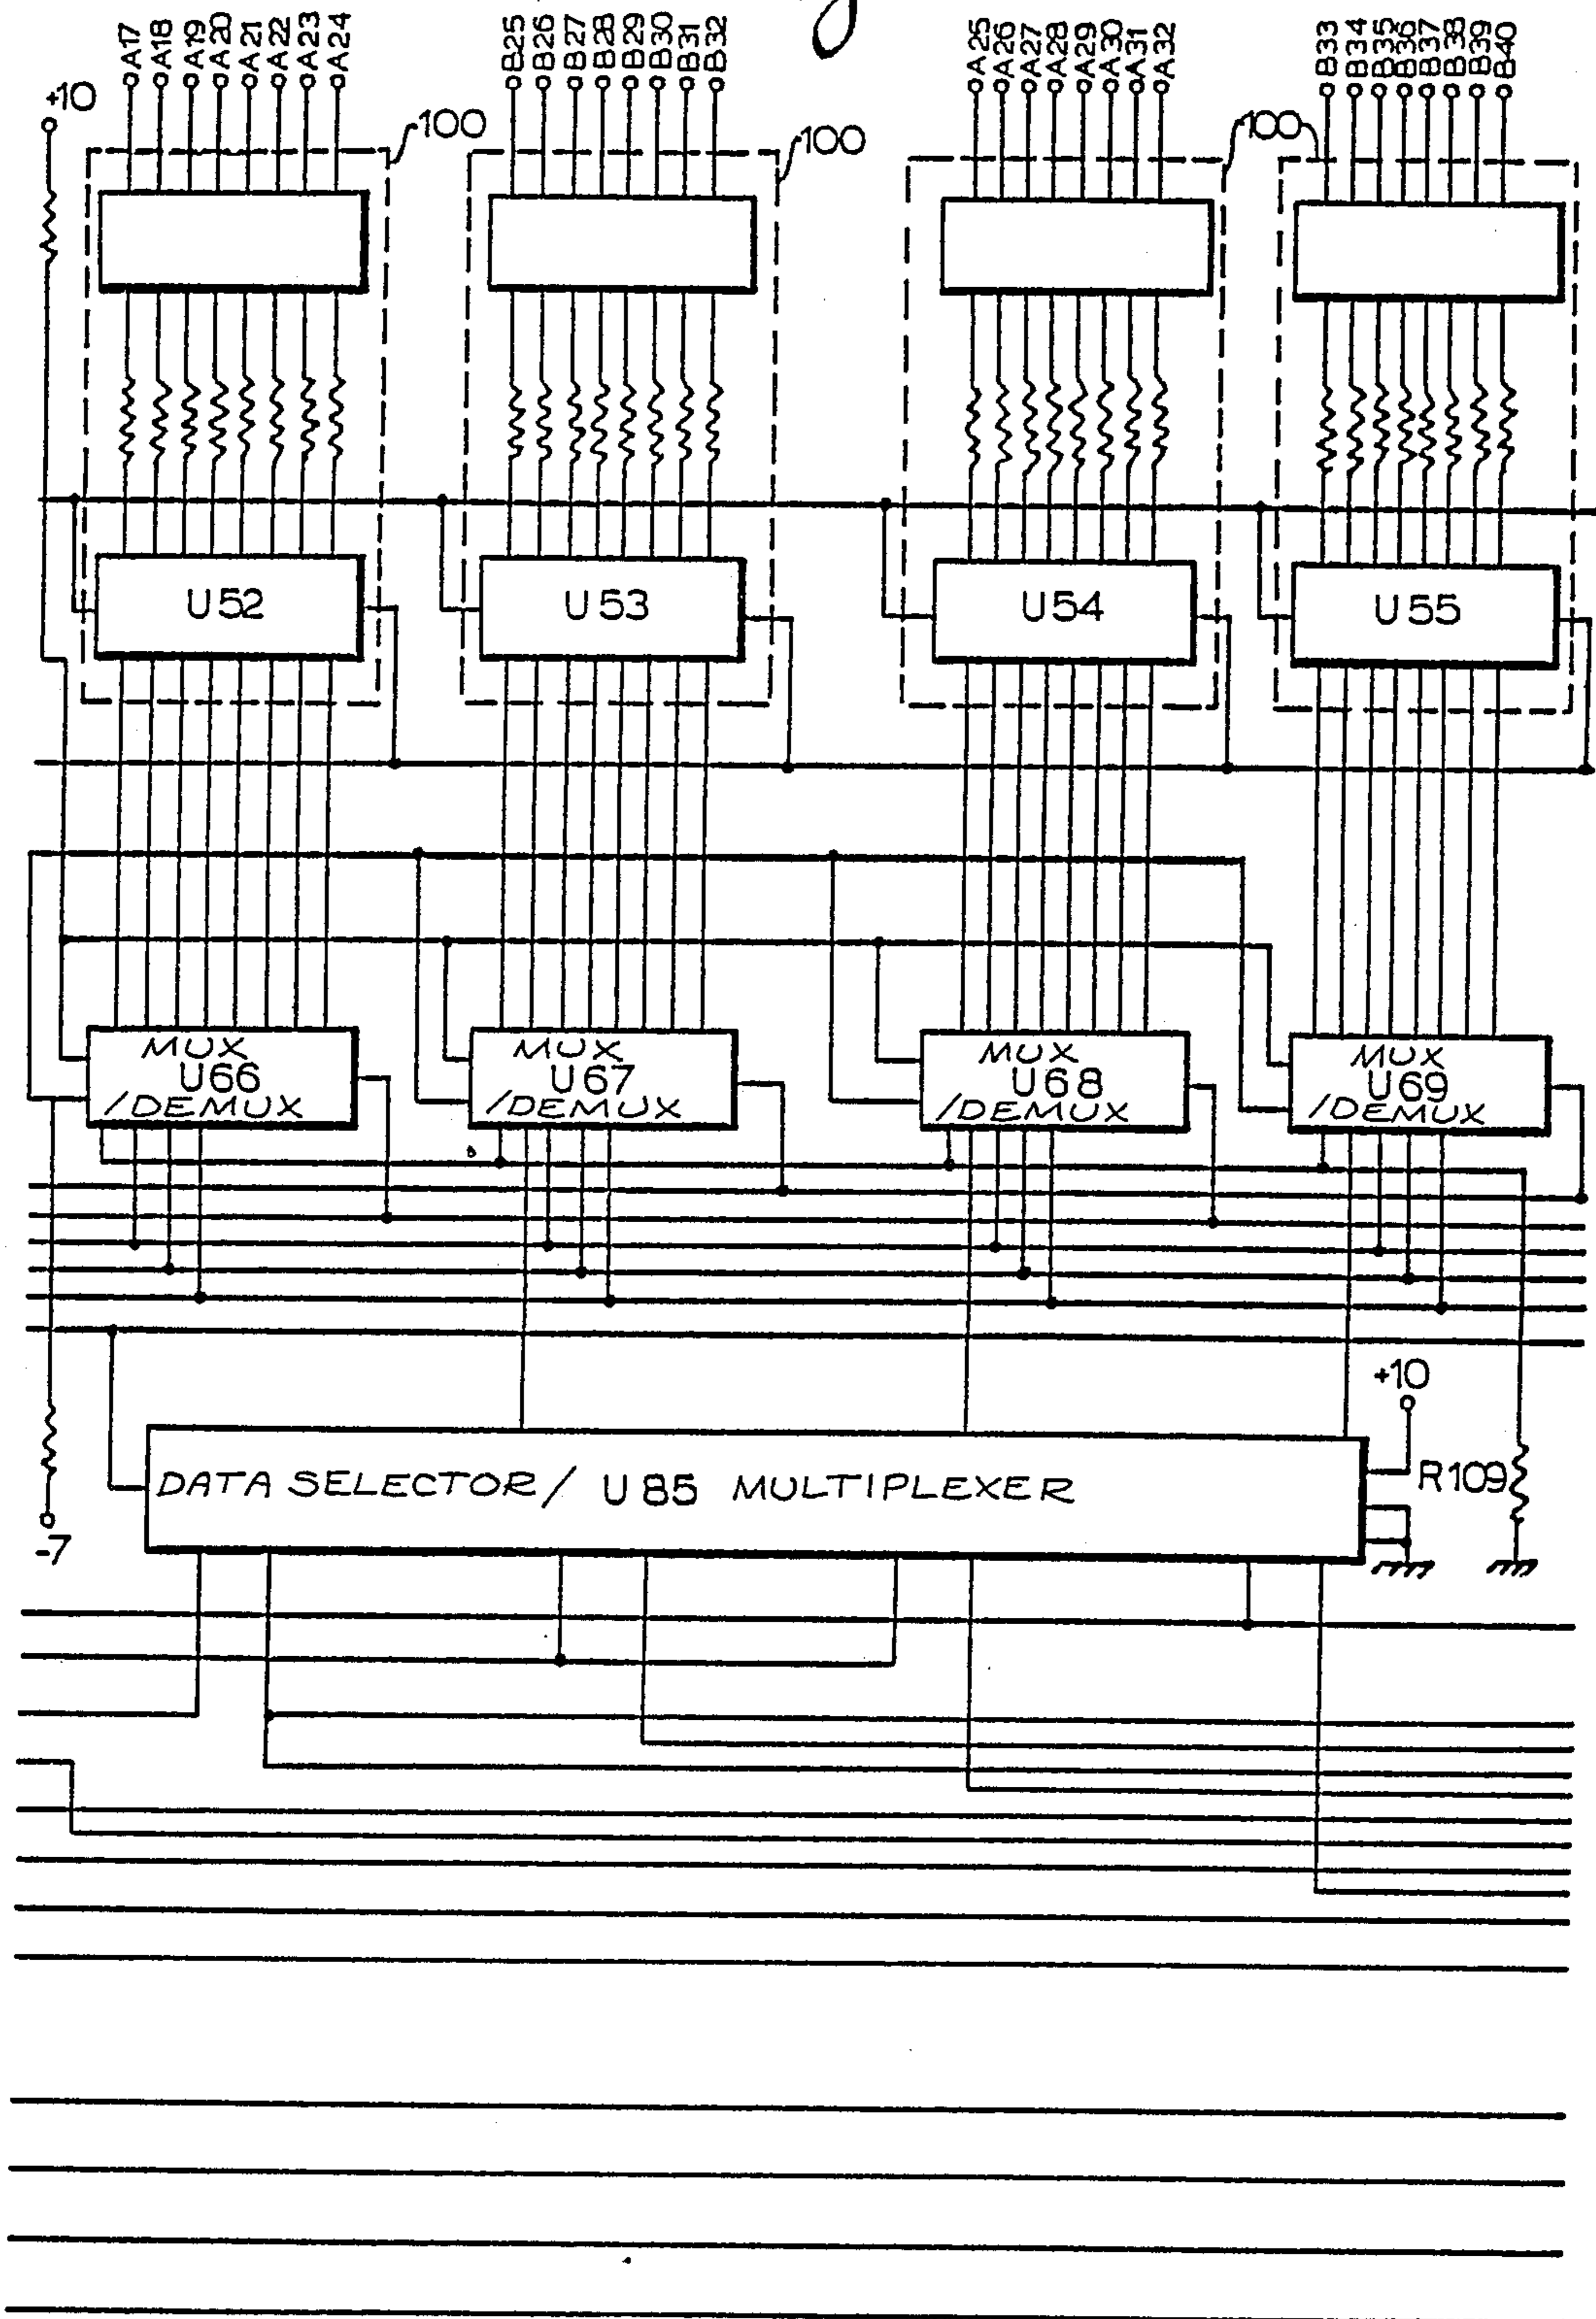 A17 A18 A19 A20 A21 A22 A23 A24
B25 B26 B27 B28 B29 B30 B31 B32
A25 A26 A27 A28 A29 A30 A31 A32
B33 B34 B35 B36 B37 B38 B39 B40
+10
100
100
100
U52
U53
U54
U55
MUX
U66
/DEMUX
MUX
U67
/DEMUX
MUX
U68
/DEMUX
MUX
U69
/DEMUX
+10
DATA SELECTOR/ U85 MULTIPLEXER
R109
-7